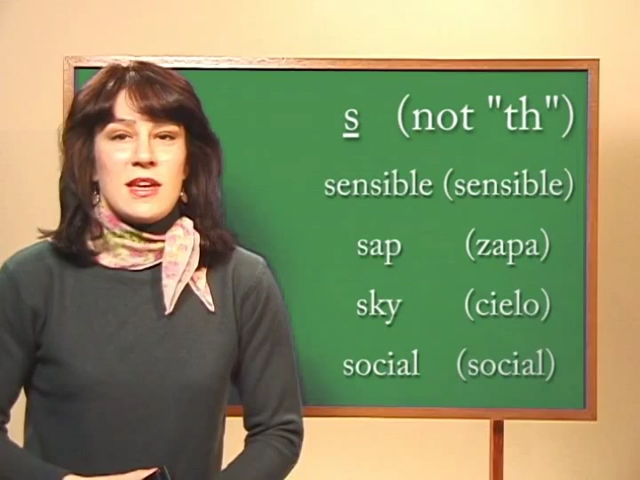 s (not "th")
sensible (sensible)
sap (zapa)
sky (cielo)
social (social)